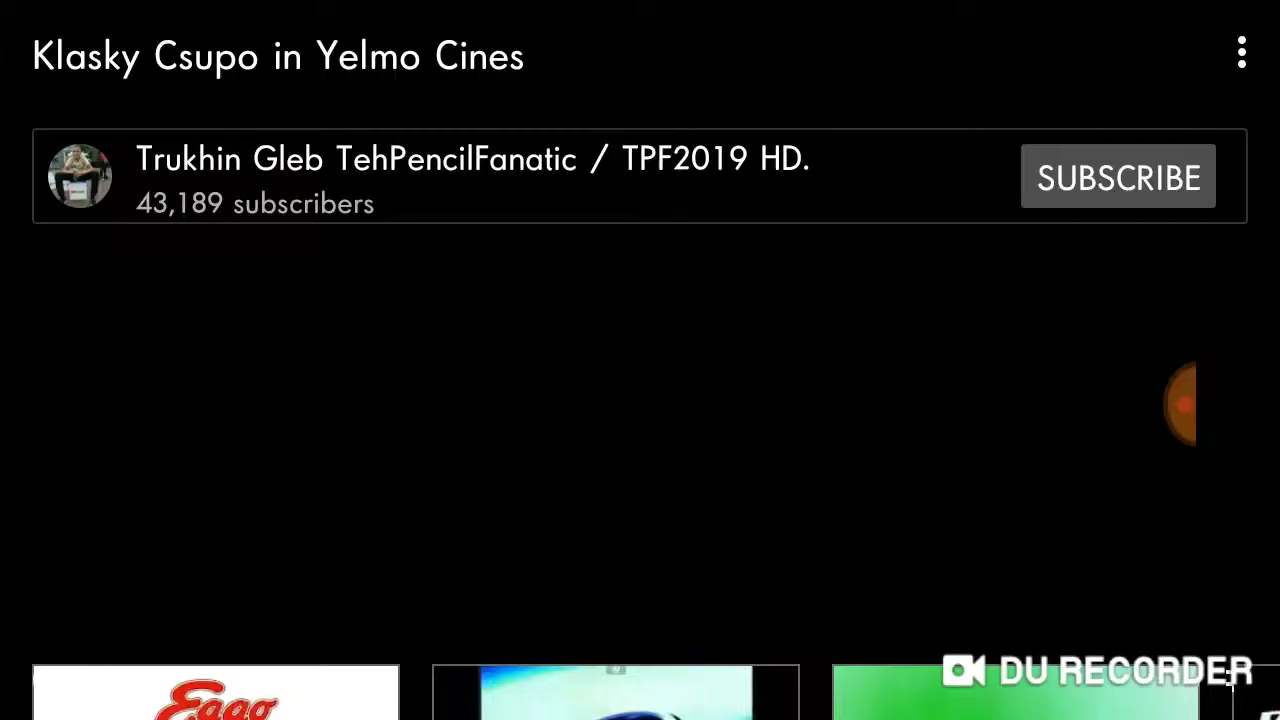 Klasky Csupo in Yelmo Cines
Trukhin Gleb TehPencilFanatic / TPF2019 HD.
43,189 subscribers
SUBSCRIBE
DU RECORDER
Eggo